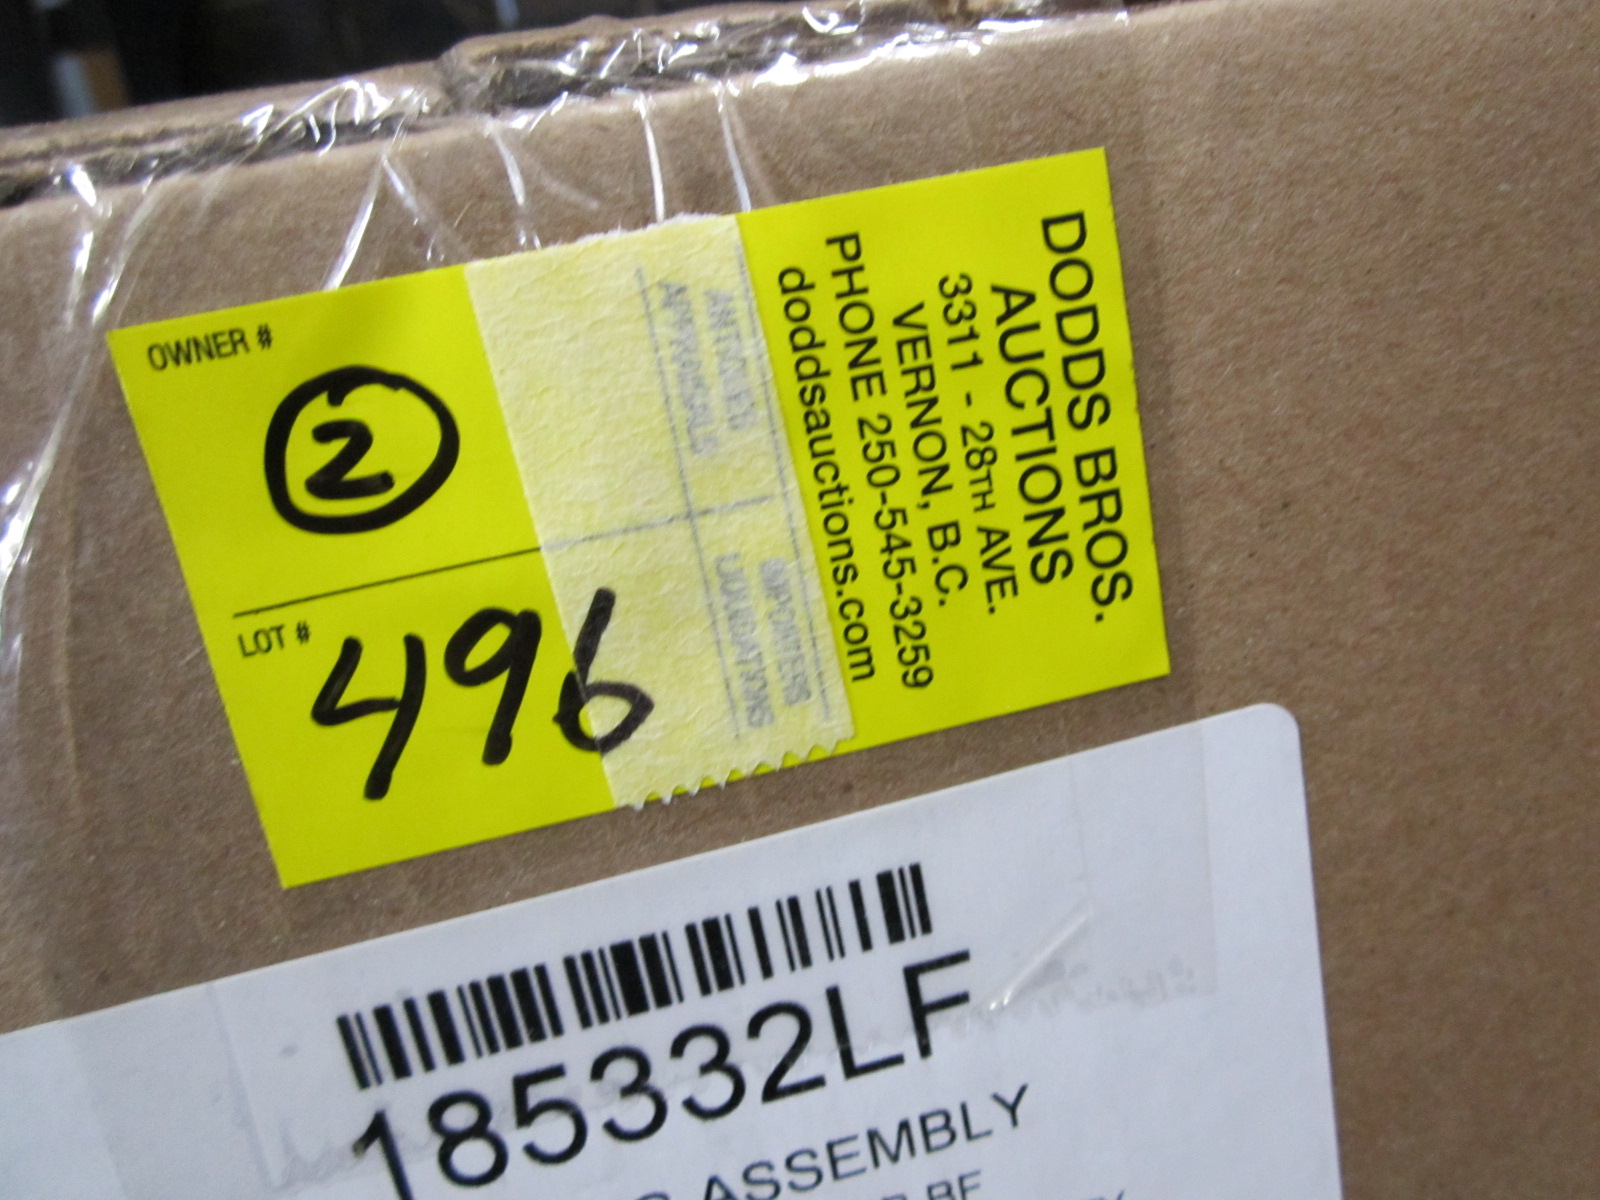 OWNER #
2
LOT #
496
ANTIQUES
APPRAISALS
LIQUIDATIONS
DODDS BROS.
AUCTIONS
3311 - 28TH AVE.
VERNON, B.C.
PHONE 250-545-3259
doddsauctions.com
185332LF
ASSEMBLY